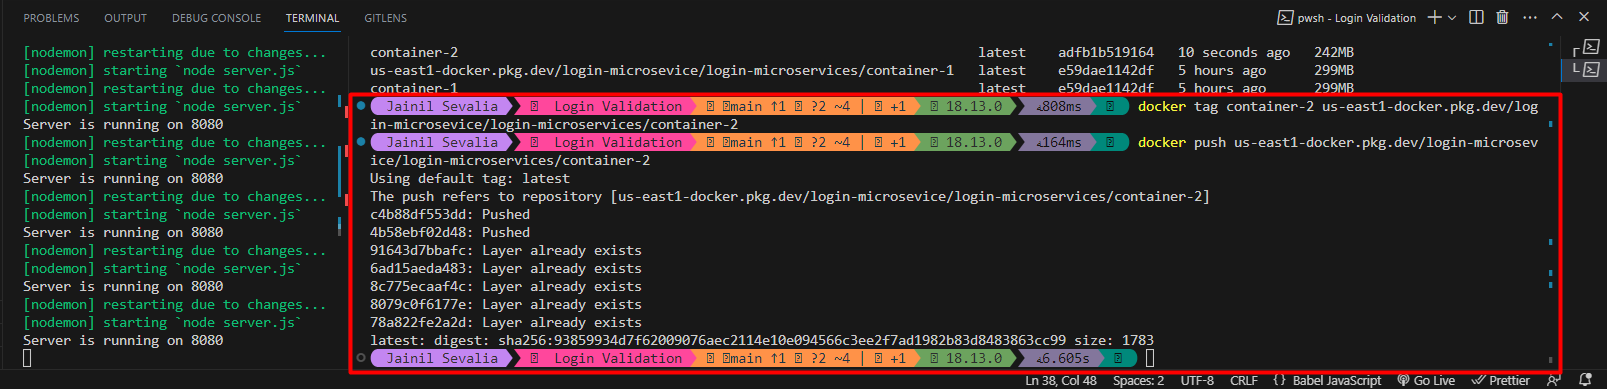 PROBLEMS OUTPUT DEBUG CONSOLE TERMINAL GITLENS
pwsh - Login Validation
[nodemon] restarting due to changes...
[nodemon] starting `node server.js`
[nodemon] restarting due to changes...
[nodemon] starting `node server.js`
Server is running on 8080
[nodemon] restarting due to changes...
[nodemon] starting `node server.js`
Server is running on 8080
[nodemon] restarting due to changes...
[nodemon] starting `node server.js`
Server is running on 8080
[nodemon] restarting due to changes...
[nodemon] starting `node server.js`
Server is running on 8080
[nodemon] restarting due to changes...
[nodemon] starting `node server.js`
Server is running on 8080
container-2 latest adfb1b519164 10 seconds ago 242MB
us-east1-docker.pkg.dev/login-microsevice/login-microservices/container-1 latest e59dae1142df 5 hours ago 299MB
container-1 latest e59dae1142df 5 hours ago 299MB
Jainil Sevalia Login Validation main ↑1 ?2 ~4 | +1 18.13.0 808ms docker tag container-2 us-east1-docker.pkg.dev/log
in-microsevice/login-microservices/container-2
Jainil Sevalia Login Validation main ↑1 ?2 ~4 | +1 18.13.0 164ms docker push us-east1-docker.pkg.dev/login-microsev
ice/login-microservices/container-2
Using default tag: latest
The push refers to repository [us-east1-docker.pkg.dev/login-microsevice/login-microservices/container-2]
c4b88df553dd: Pushed
4b58ebf02d48: Pushed
91643d7bbafc: Layer already exists
6ad15aeda483: Layer already exists
8c775ecaaf4c: Layer already exists
8079c0f6177e: Layer already exists
78a822fe2a2d: Layer already exists
latest: digest: sha256:93859934d7f62009076aec2114e10e094566c3ee2f7ad1982b83d8483863cc99 size: 1783
Jainil Sevalia Login Validation main ↑1 ?2 ~4 | +1 18.13.0 6.605s
Ln 38, Col 48 Spaces: 2 UTF-8 CRLF {} Babel JavaScript Go Live Prettier